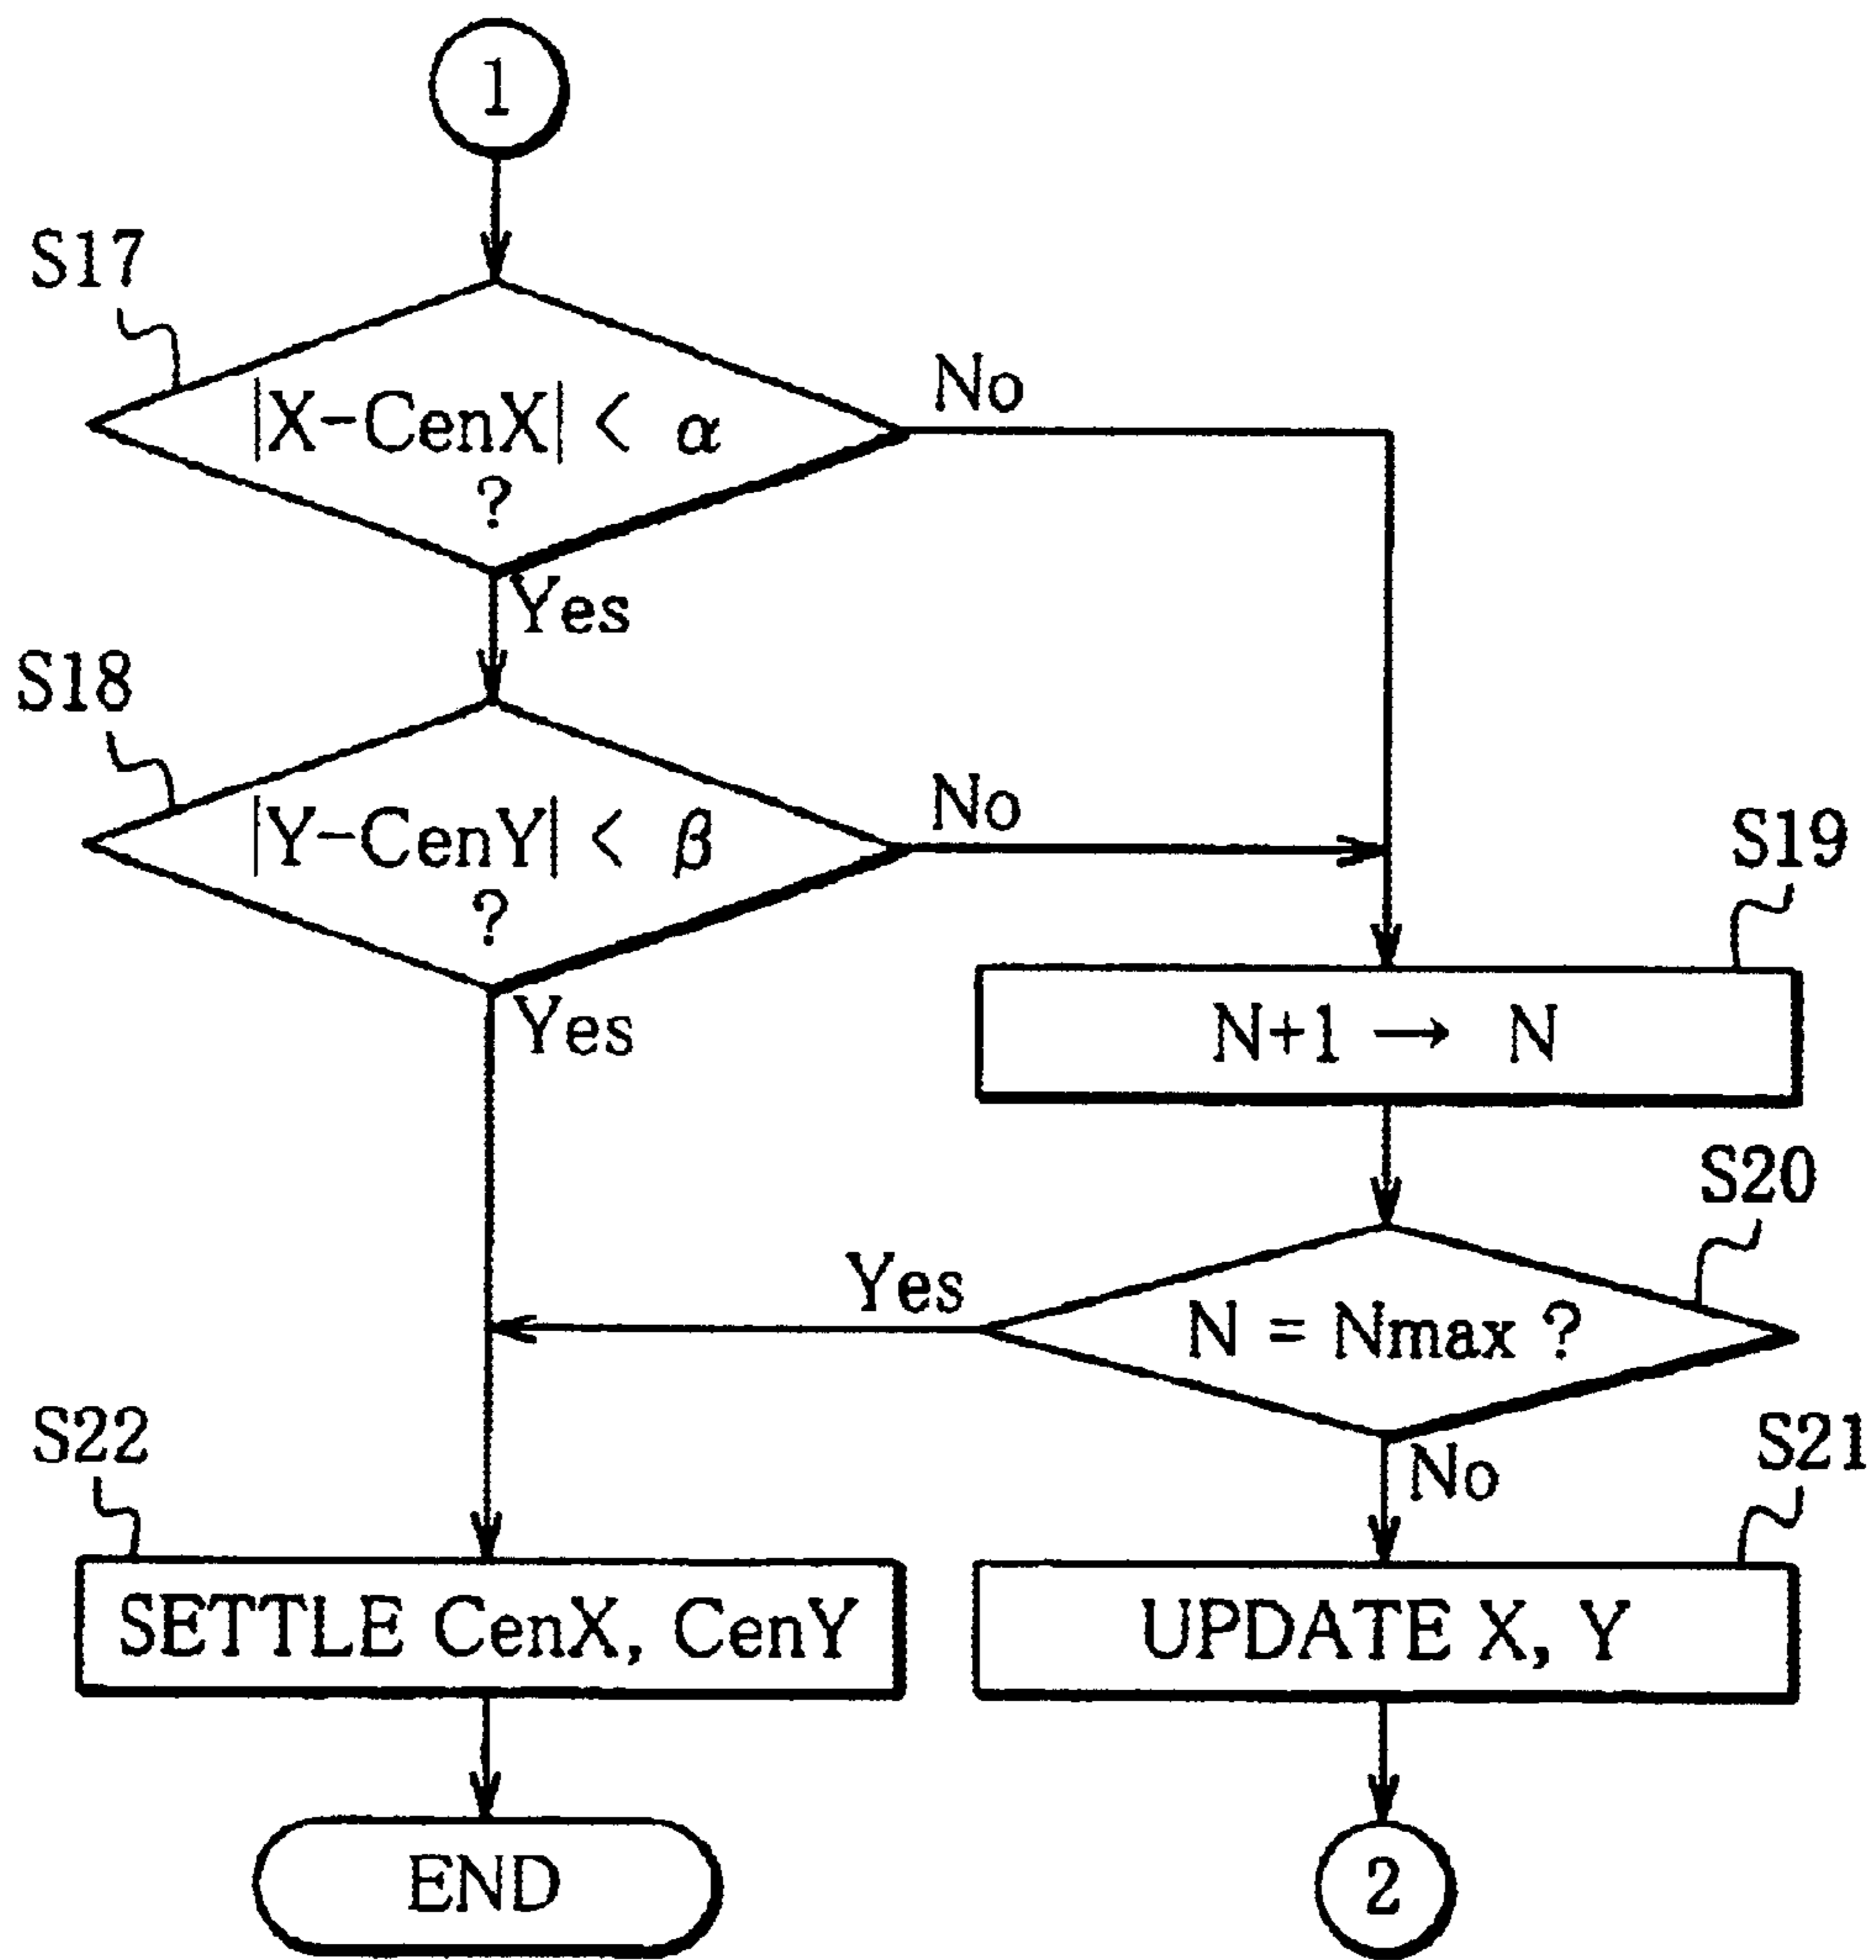 1
S17
|X-CenX| < α
?
No
Yes
S18
|Y-CenY| < β
?
No
Yes
S19
N+1 → N
S20
N = Nmax ?
Yes
No
S21
UPDATE X, Y
2
S22
SETTLE CenX, CenY
END